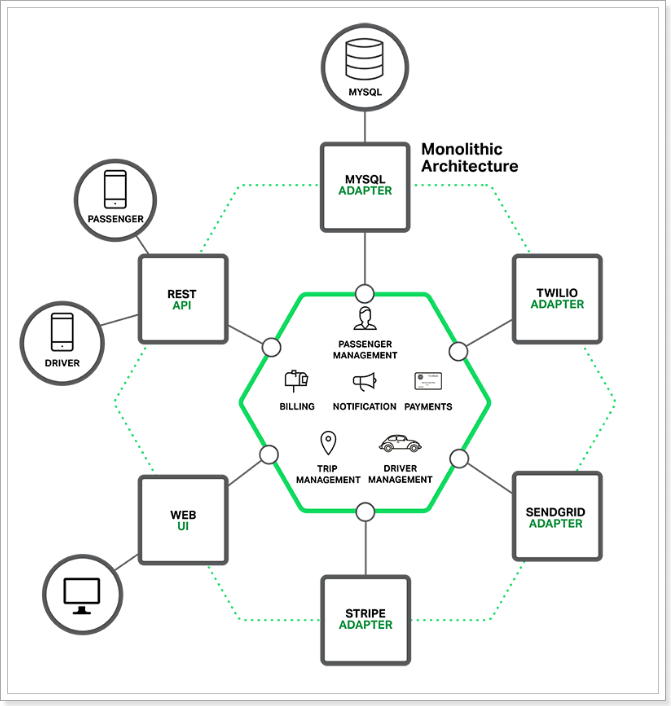 MYSQL
Monolithic
Architecture
MYSQL
ADAPTER
PASSENGER
REST
API
TWILIO
ADAPTER
DRIVER
PASSENGER
MANAGEMENT
BILLING
NOTIFICATION
PAYMENTS
TRIP
MANAGEMENT
DRIVER
MANAGEMENT
WEB
UI
SENDGRID
ADAPTER
STRIPE
ADAPTER